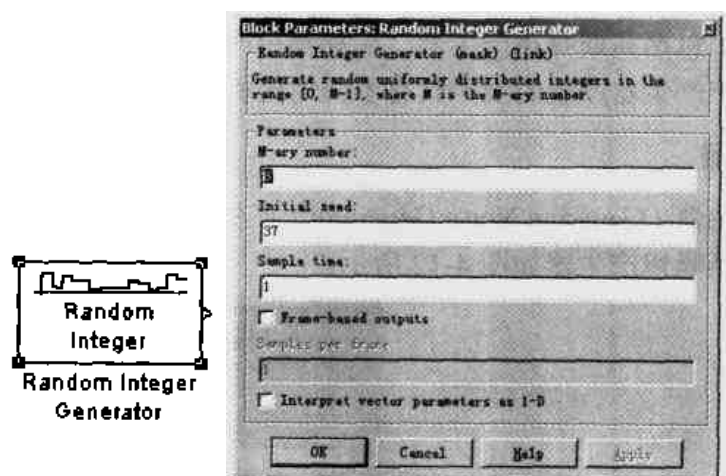 Block Parameters: Random Integer Generator
Random Integer Generator (mask) (link)
Generate random uniformly distributed integers in the
range [0, M-1], where M is the M-ary number.
Parameters
M-ary number:
8
Initial seed:
37
Sample time:
1
Frame-based outputs
Samples per frame
1
Interpret vector parameters as 1-D
OK
Cancel
Help
Apply
Random
Integer
Random Integer
Generator